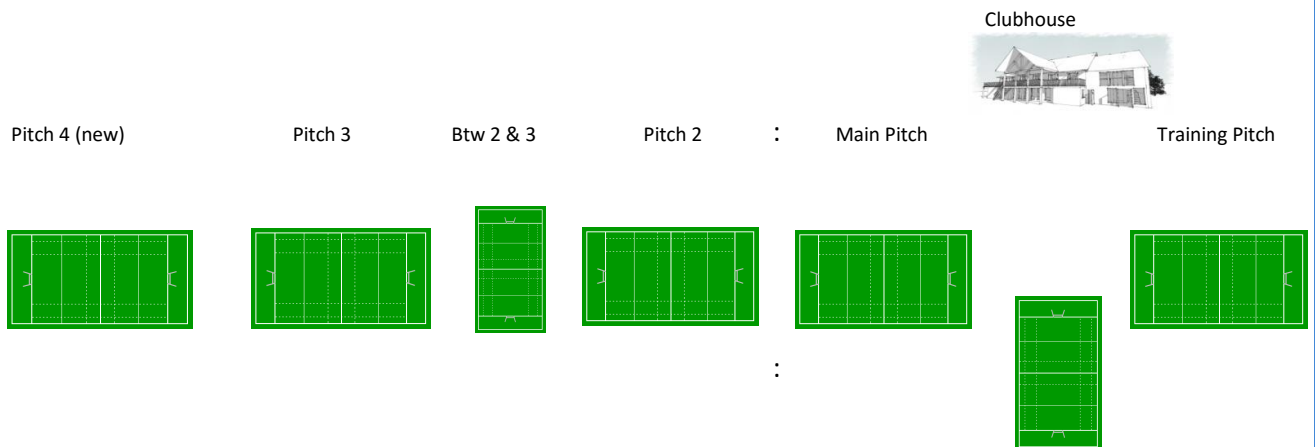 Clubhouse
Pitch 4 (new) Pitch 3 Btw 2 & 3 Pitch 2 : Main Pitch Training Pitch
: